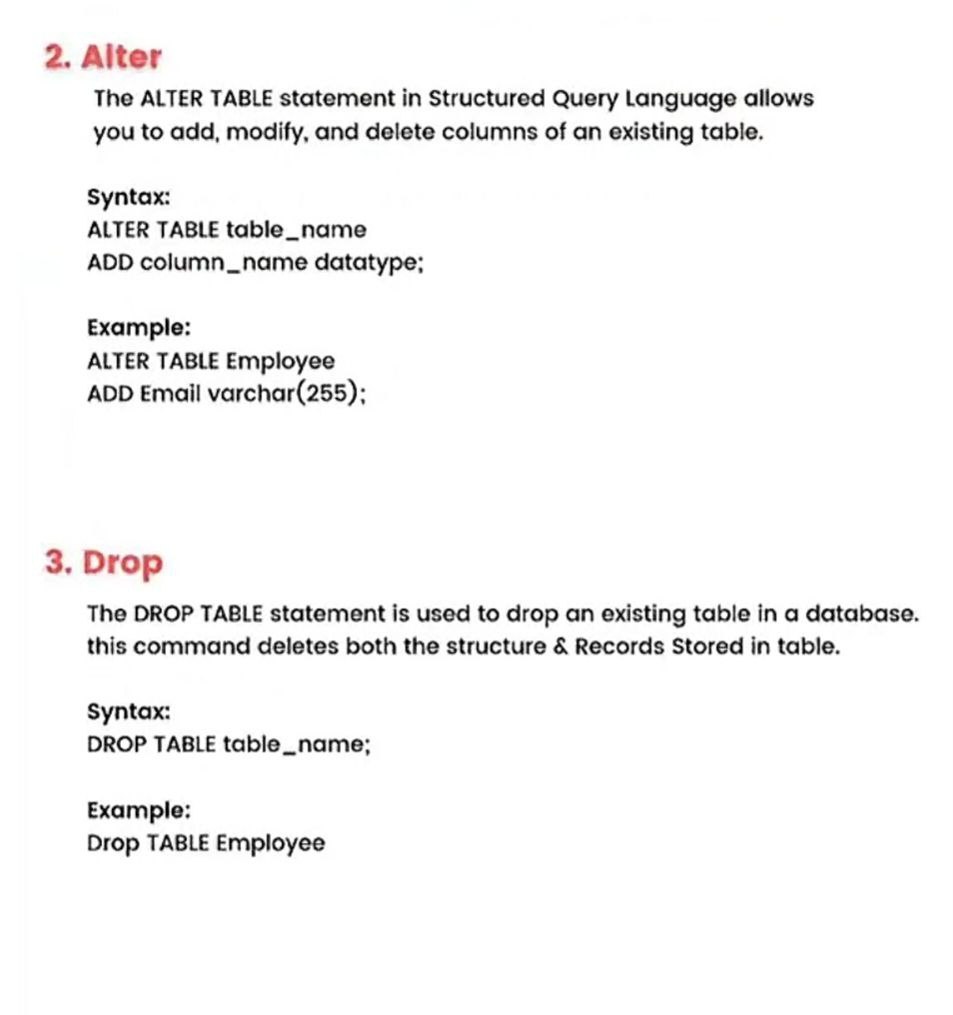 2. Alter
The ALTER TABLE statement in Structured Query Language allows
you to add, modify, and delete columns of an existing table.
Syntax:
ALTER TABLE table_name
ADD column_name datatype;
Example:
ALTER TABLE Employee
ADD Email varchar(255);
3. Drop
The DROP TABLE statement is used to drop an existing table in a database.
this command deletes both the structure & Records Stored in table.
Syntax:
DROP TABLE table_name;
Example:
Drop TABLE Employee